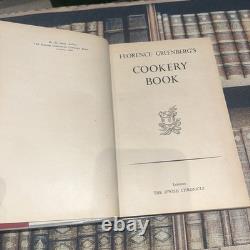 FLORENCE GREENBERG'S
COOKERY
BOOK
London
THE JEWISH CHRONICLE